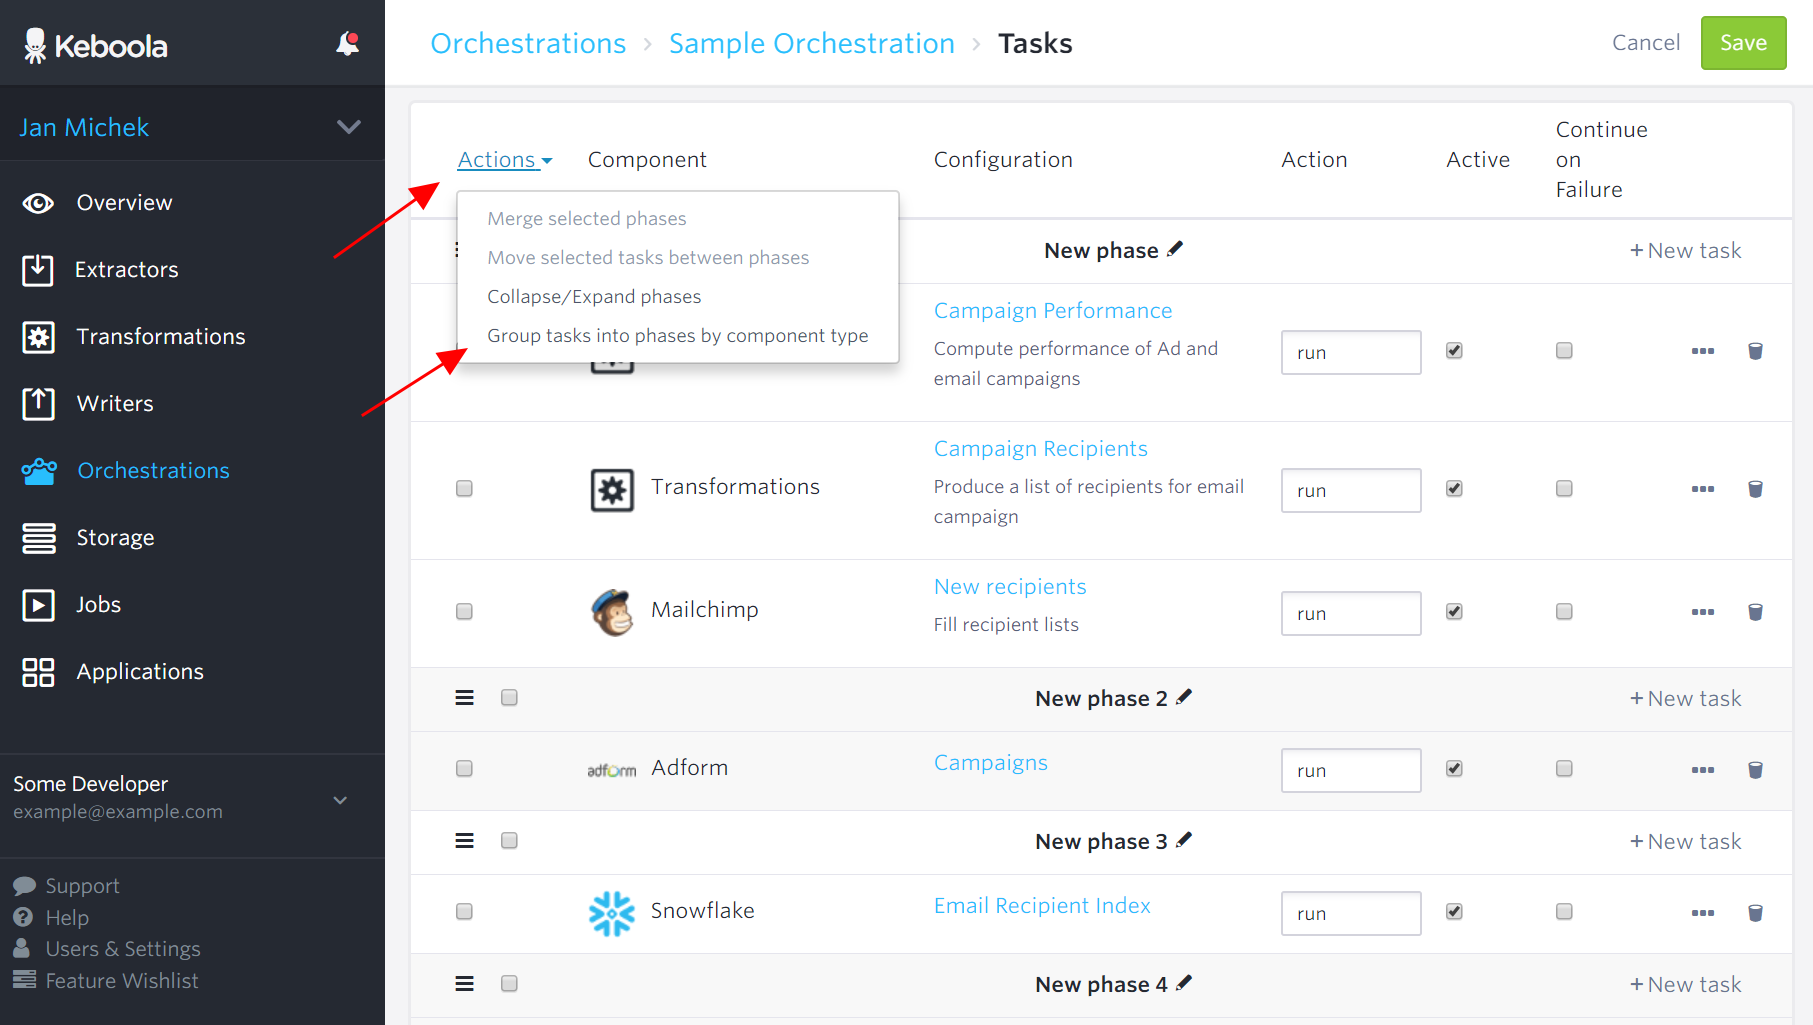 Keboola
Jan Michek
Overview
Extractors
Transformations
Writers
Orchestrations
Storage
Jobs
Applications
Some Developer
example@example.com
Support
Help
Users & Settings
Feature Wishlist
Orchestrations › Sample Orchestration › Tasks
Cancel
Save
Actions
Component
Configuration
Action
Active
Continue
on
Failure
Merge selected phases
Move selected tasks between phases
Collapse/Expand phases
Group tasks into phases by component type
New phase
+ New task
Campaign Performance
Compute performance of Ad and
email campaigns
run
Transformations
Campaign Recipients
Produce a list of recipients for email
campaign
run
Mailchimp
New recipients
Fill recipient lists
run
New phase 2
+ New task
adform
Adform
Campaigns
run
New phase 3
+ New task
Snowflake
Email Recipient Index
run
New phase 4
+ New task